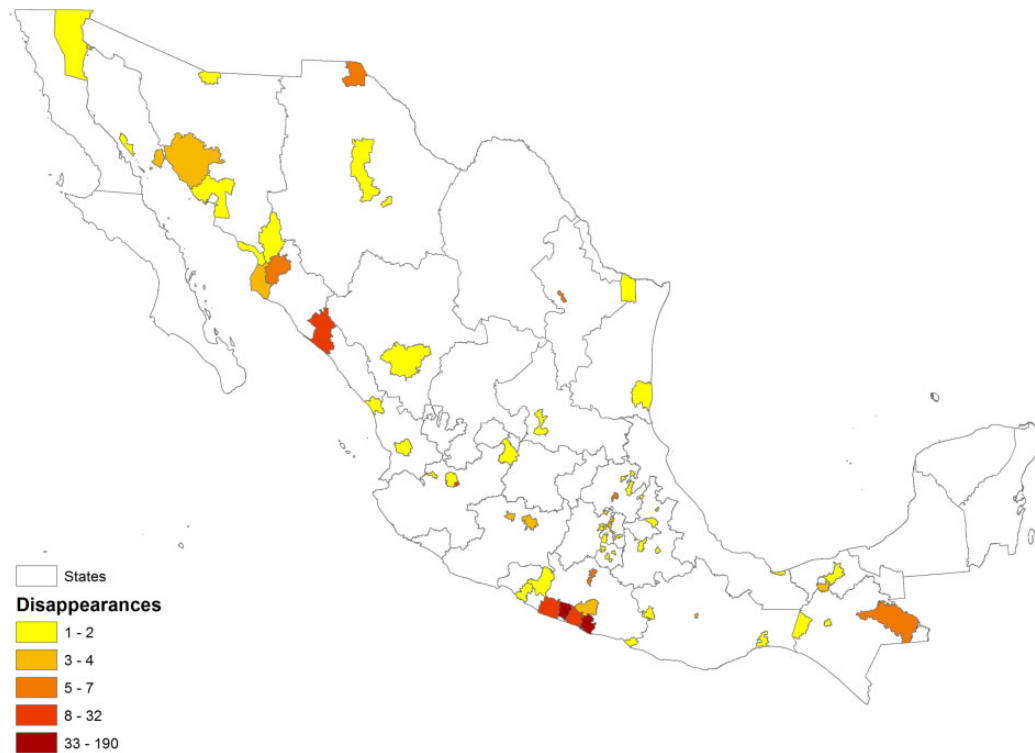 States
Disappearances
1 - 2
3 - 4
5 - 7
8 - 32
33 - 190